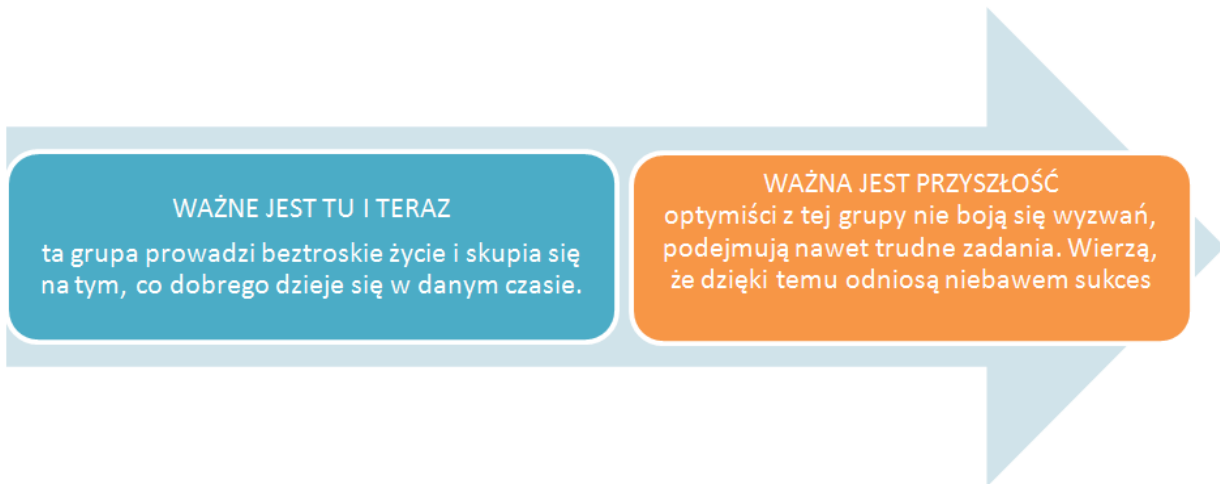 WAŻNE JEST TU I TERAZ
ta grupa prowadzi beztroskie życie i skupia się
na tym, co dobrego dzieje się w danym czasie.
WAŻNA JEST PRZYSZŁOŚĆ
optymiści z tej grupy nie boją się wyzwań,
podejmują nawet trudne zadania. Wierzą,
że dzięki temu odniosą niebawem sukces